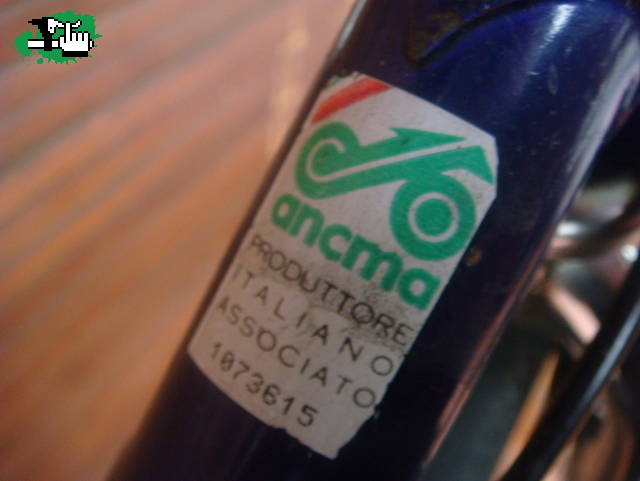 ancma
PRODUTTORE
ITALIANO
ASSOCIATO
1073615